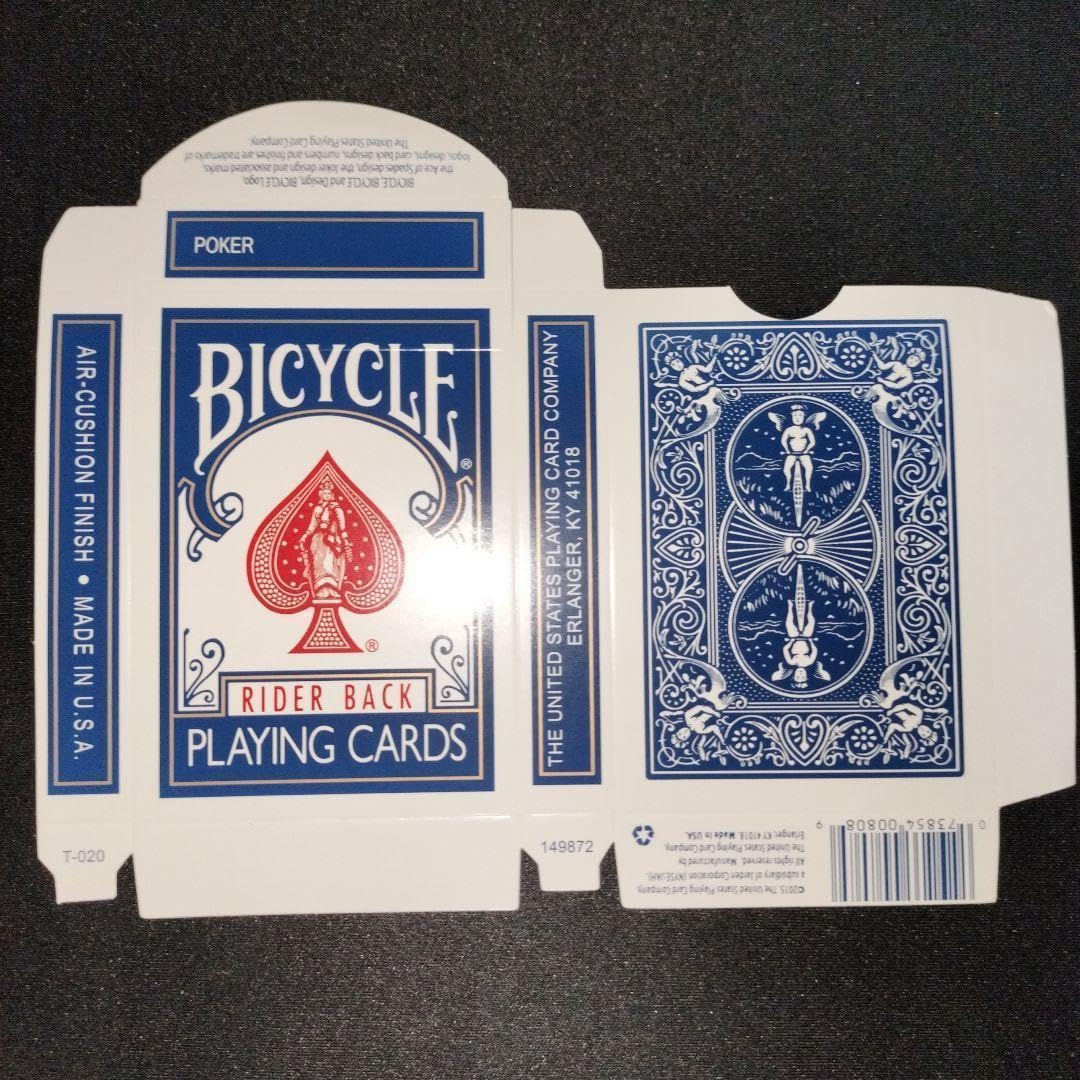 BICYCLE, BICYCLE and Design, BICYCLE Logo,
the Ace of Spades design, the Joker design and associated marks,
logos, designs, card back designs, numbers and finishes are trademarks of
The United States Playing Card Company.
POKER
AIR-CUSHION FINISH • MADE IN U.S.A.
BICYCLE®
®
RIDER BACK
PLAYING CARDS
THE UNITED STATES PLAYING CARD COMPANY
ERLANGER, KY 41018
T-020
149872
©2015 The United States Playing Card Company,
a subsidiary of Jarden Corporation (NYSE:JAH).
All rights reserved. Manufactured by
The United States Playing Card Company,
Erlanger, KY 41018. Made in USA.
0 73854 00808 9